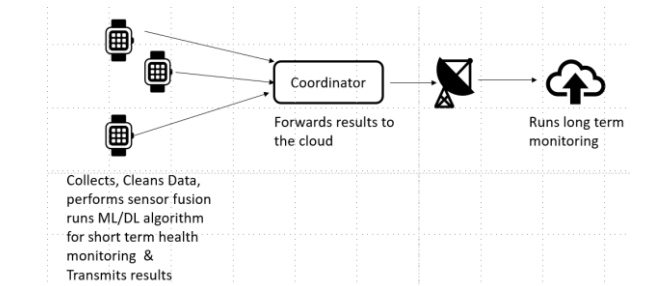 Coordinator
Forwards results to
the cloud
Runs long term
monitoring
Collects, Cleans Data,
performs sensor fusion
runs ML/DL algorithm
for short term health
monitoring &
Transmits results